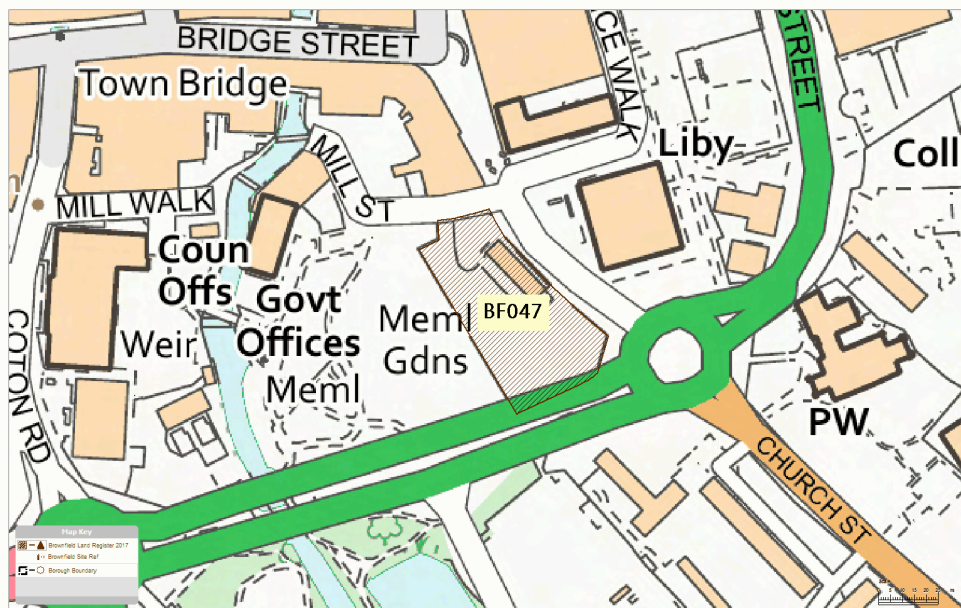 BRIDGE STREET
Town Bridge
CE WALK
STREET
MILL ST
Liby
Coll
MILL WALK
Coun
Offs
Govt
Offices
Weir
Meml
Meml
Gdns
BF047
COTON RD
PW
CHURCH ST
Map Key
Brownfield Land Register 2017
Brownfield Site Ref
Borough Boundary